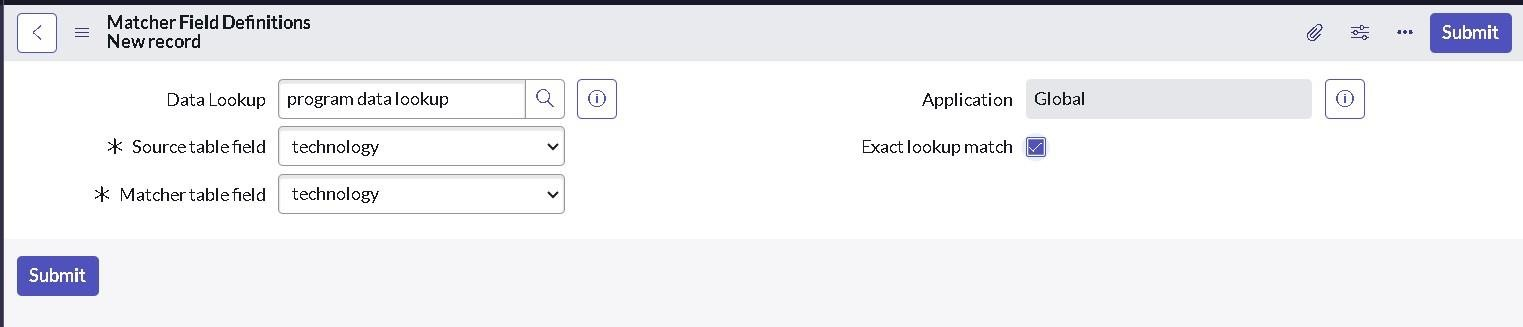 Matcher Field Definitions
New record
Submit
Data Lookup program data lookup
Application Global
* Source table field technology
Exact lookup match
* Matcher table field technology
Submit